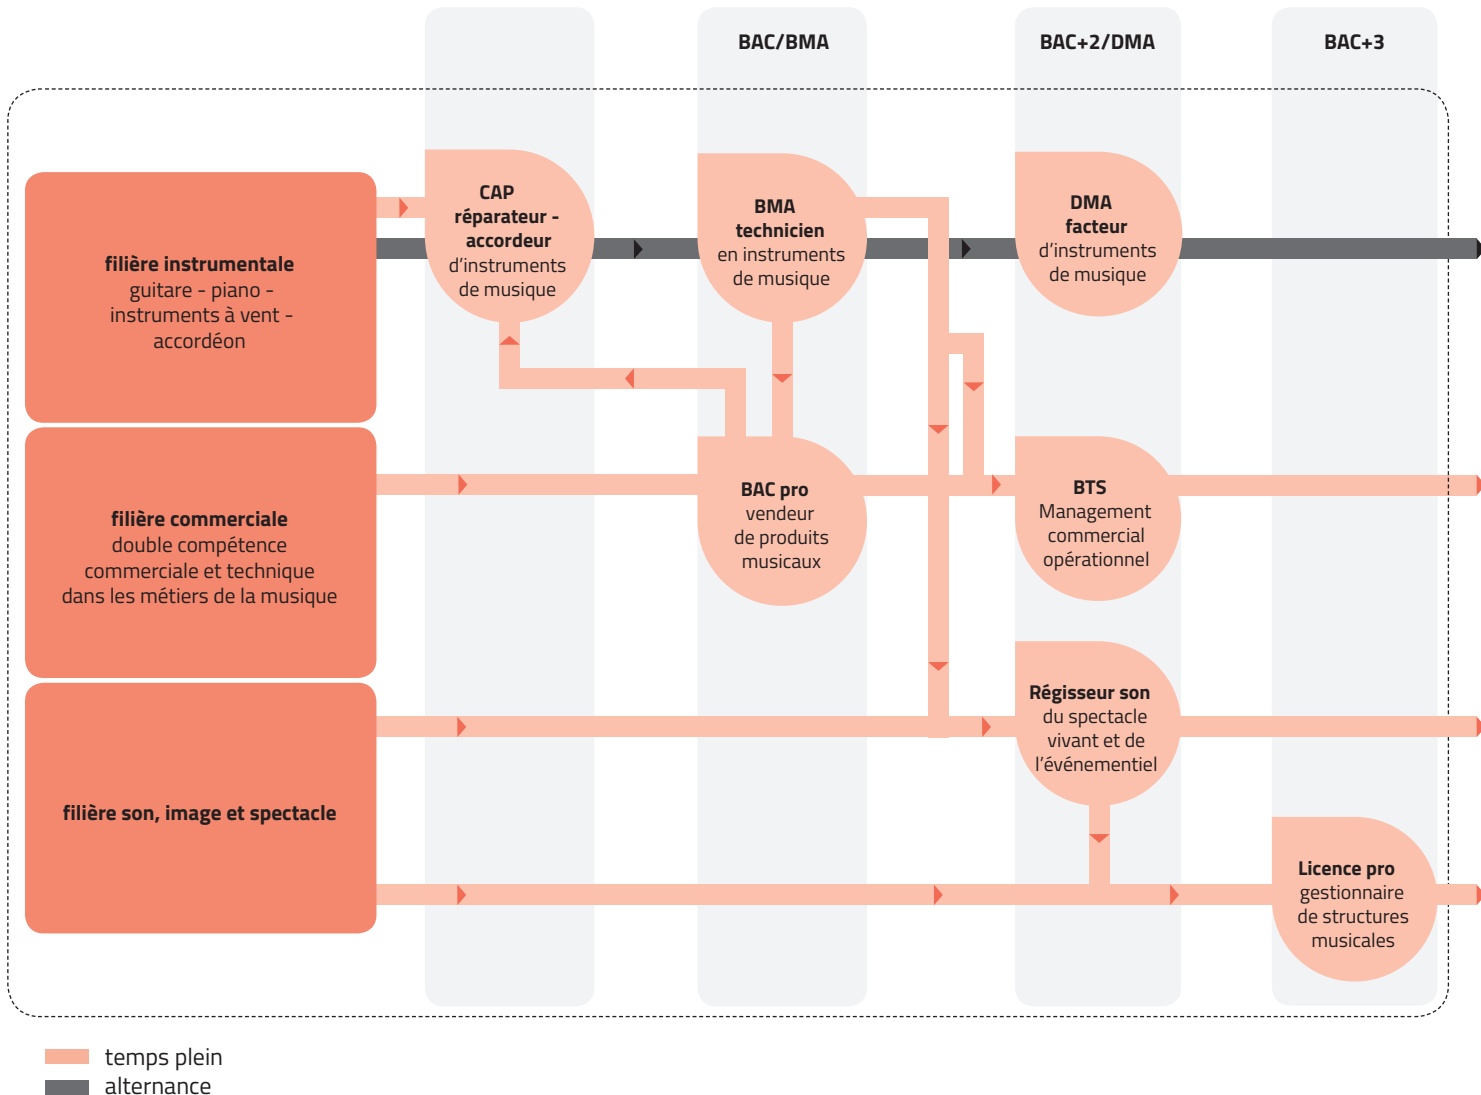 BAC/BMA
BAC+2/DMA
BAC+3
filière instrumentale
guitare - piano -
instruments à vent -
accordéon
CAP
réparateur -
accordeur
d'instruments
de musique
BMA
technicien
en instruments
de musique
DMA
facteur
d'instruments
de musique
filière commerciale
double compétence
commerciale et technique
dans les métiers de la musique
BAC pro
vendeur
de produits
musicaux
BTS
Management
commercial
opérationnel
filière son, image et spectacle
Régisseur son
du spectacle
vivant et de
l'événementiel
Licence pro
gestionnaire
de structures
musicales
temps plein
alternance